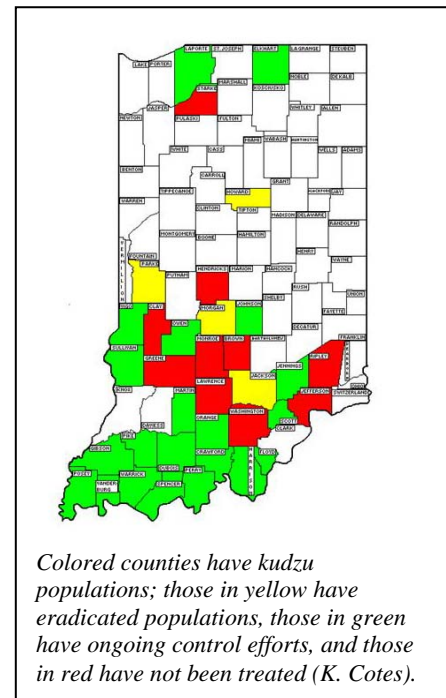 LAPORTE ST. JOSEPH ELKHART LAGRANGE STEUBEN
LAKE PORTER
NOBLE DEKALB
MARSHALL
STARKE KOSCIUSKO
JASPER WHITLEY ALLEN
NEWTON PULASKI FULTON
MIAMI WABASH
WHITE CASS WELLS ADAMS
BENTON CARROLL
GRANT
TIPPECANOE HOWARD JAY
WARREN CLINTON TIPTON
MADISON DELAWARE
RANDOLPH
MONTGOMERY BOONE HAMILTON
FOUNTAIN HENRY WAYNE
VERMILLION
PARKE HENDRICKS MARION HANCOCK
PUTNAM RUSH UNION
SHELBY FAYETTE
MORGAN JOHNSON
VIGO CLAY OWEN DECATUR FRANKLIN
SULLIVAN MONROE BROWN
GREENE JENNINGS RIPLEY
LAWRENCE JACKSON OHIO
KNOX MARTIN JEFFERSON SWITZERLAND
WASHINGTON SCOTT
ORANGE CLARK
PIKE
GIBSON CRAWFORD FLOYD
DUBOIS PERRY HARRISON
POSEY WARRICK
VANDER-
BURG SPENCER
Colored counties have kudzu
populations; those in yellow have
eradicated populations, those in green
have ongoing control efforts, and those
in red have not been treated (K. Cotes).